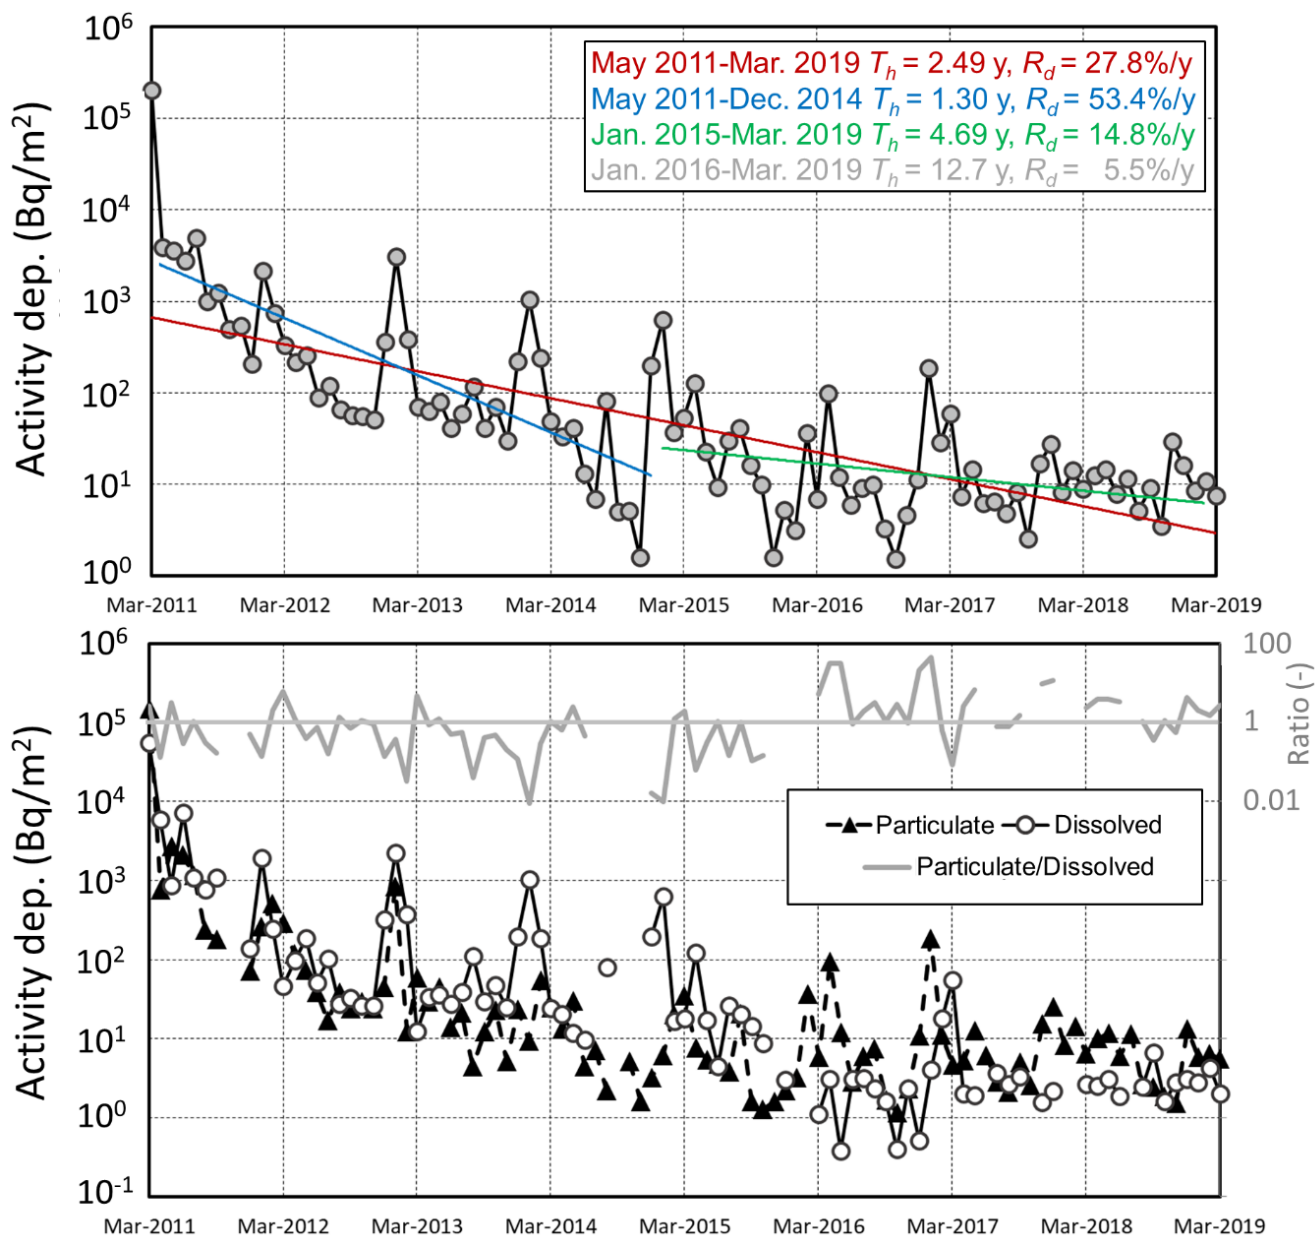 10^6
10^5
10^4
10^3
10^2
10^1
10^0
Activity dep. (Bq/m^2)
May 2011-Mar. 2019 T_h = 2.49 y, R_d = 27.8%/y
May 2011-Dec. 2014 T_h = 1.30 y, R_d = 53.4%/y
Jan. 2015-Mar. 2019 T_h = 4.69 y, R_d = 14.8%/y
Jan. 2016-Mar. 2019 T_h = 12.7 y, R_d = 5.5%/y
Mar-2011 Mar-2012 Mar-2013 Mar-2014 Mar-2015 Mar-2016 Mar-2017 Mar-2018 Mar-2019
10^6
10^5
10^4
10^3
10^2
10^1
10^0
10^-1
Activity dep. (Bq/m^2)
100
1
0.01
Ratio (-)
Particulate Dissolved
Particulate/Dissolved
Mar-2011 Mar-2012 Mar-2013 Mar-2014 Mar-2015 Mar-2016 Mar-2017 Mar-2018 Mar-2019